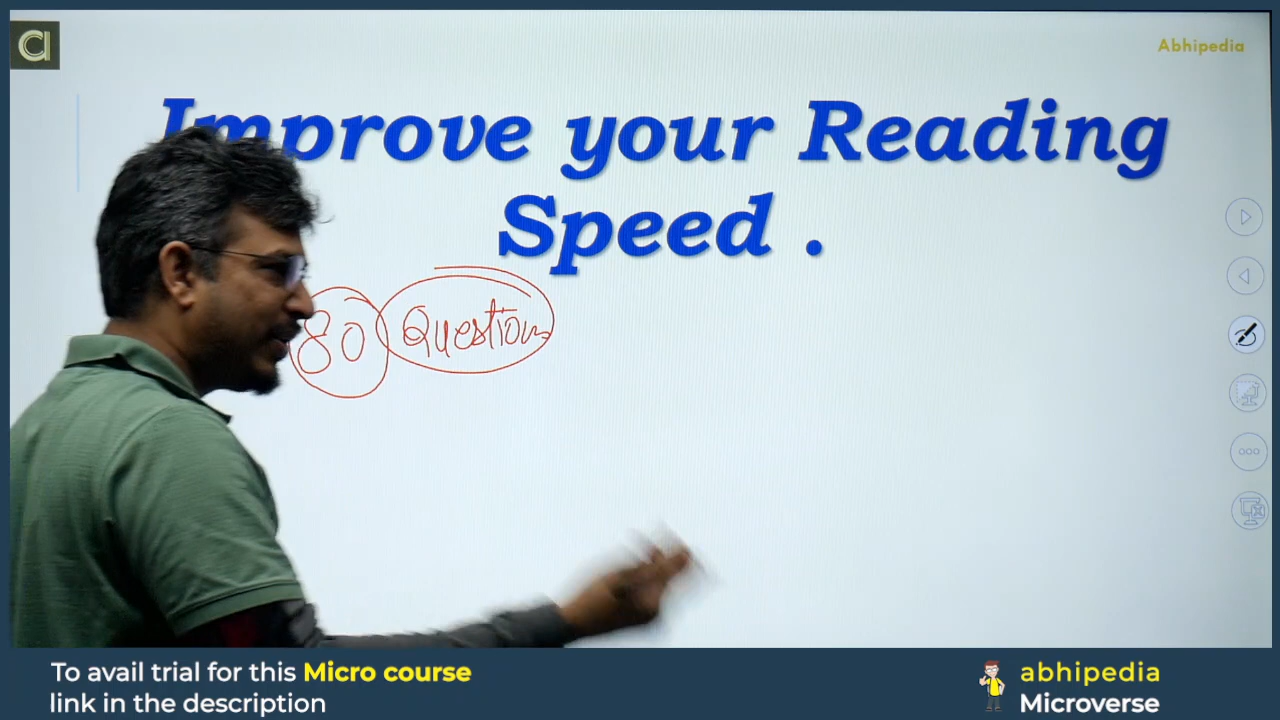 Abhipedia
Improve your Reading
Speed .
80 Questions
To avail trial for this Micro course
link in the description
abhipedia
Microverse